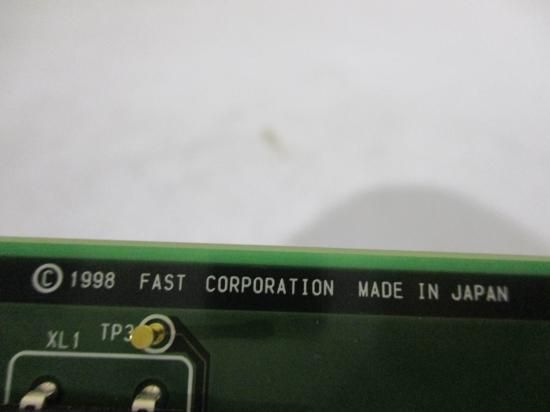 © 1998 FAST CORPORATION MADE IN JAPAN
TP3
XL1